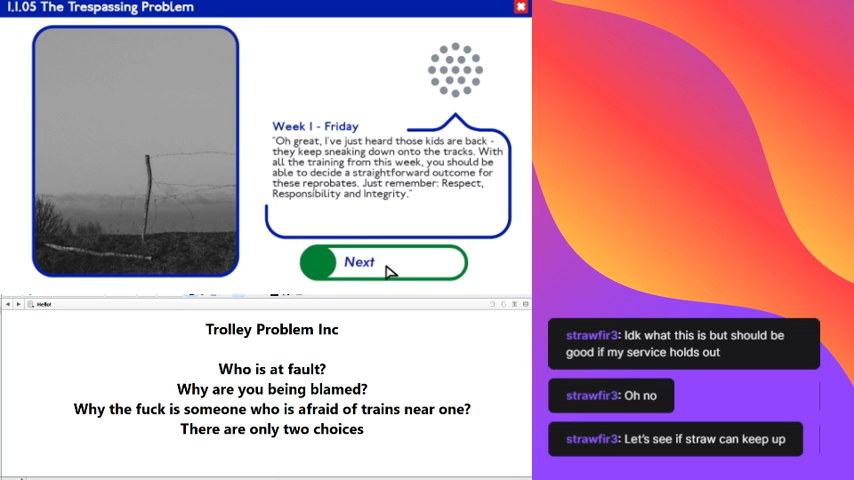 1.1.05 The Trespassing Problem
Week 1 - Friday
"Oh great, I've just heard those kids are back -
they keep sneaking down onto the tracks. With
all the training from this week, you should be
able to decide a straightforward outcome for
these reprobates. Just remember: Respect,
Responsibility and Integrity."
Next
Hello!
Trolley Problem Inc
Who is at fault?
Why are you being blamed?
Why the fuck is someone who is afraid of trains near one?
There are only two choices
strawfir3: Idk what this is but should be
good if my service holds out
strawfir3: Oh no
strawfir3: Let's see if straw can keep up